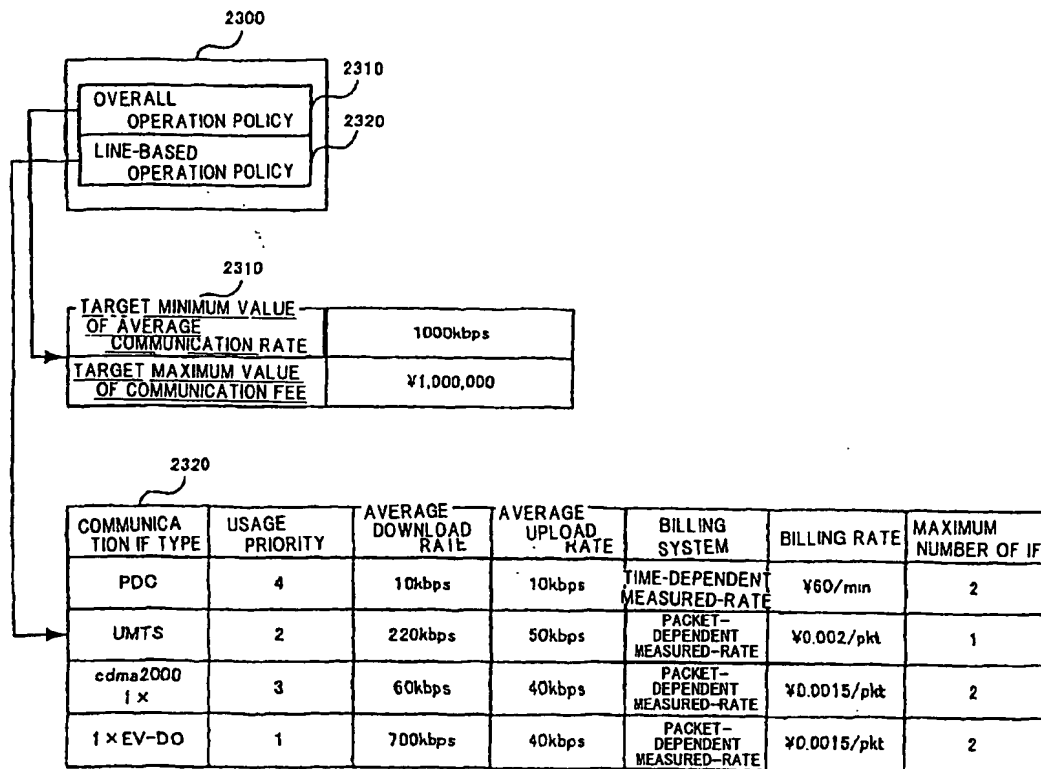 2300
2310
OVERALL
OPERATION POLICY
2320
LINE-BASED
OPERATION POLICY
2310
TARGET MINIMUM VALUE
OF AVERAGE
COMMUNICATION RATE
1000kbps
TARGET MAXIMUM VALUE
OF COMMUNICATION FEE
¥1,000,000
2320
COMMUNICA
TION IF TYPE
USAGE
PRIORITY
AVERAGE
DOWNLOAD
RATE
AVERAGE
UPLOAD
RATE
BILLING
SYSTEM
BILLING RATE
MAXIMUM
NUMBER OF IF
PDC
4
10kbps
10kbps
TIME-DEPENDENT
MEASURED-RATE
¥60/min
2
UMTS
2
220kbps
50kbps
PACKET-
DEPENDENT
MEASURED-RATE
¥0.002/pkt
1
cdma2000
1×
3
60kbps
40kbps
PACKET-
DEPENDENT
MEASURED-RATE
¥0.0015/pkt
2
1×EV-DO
1
700kbps
40kbps
PACKET-
DEPENDENT
MEASURED-RATE
¥0.0015/pkt
2